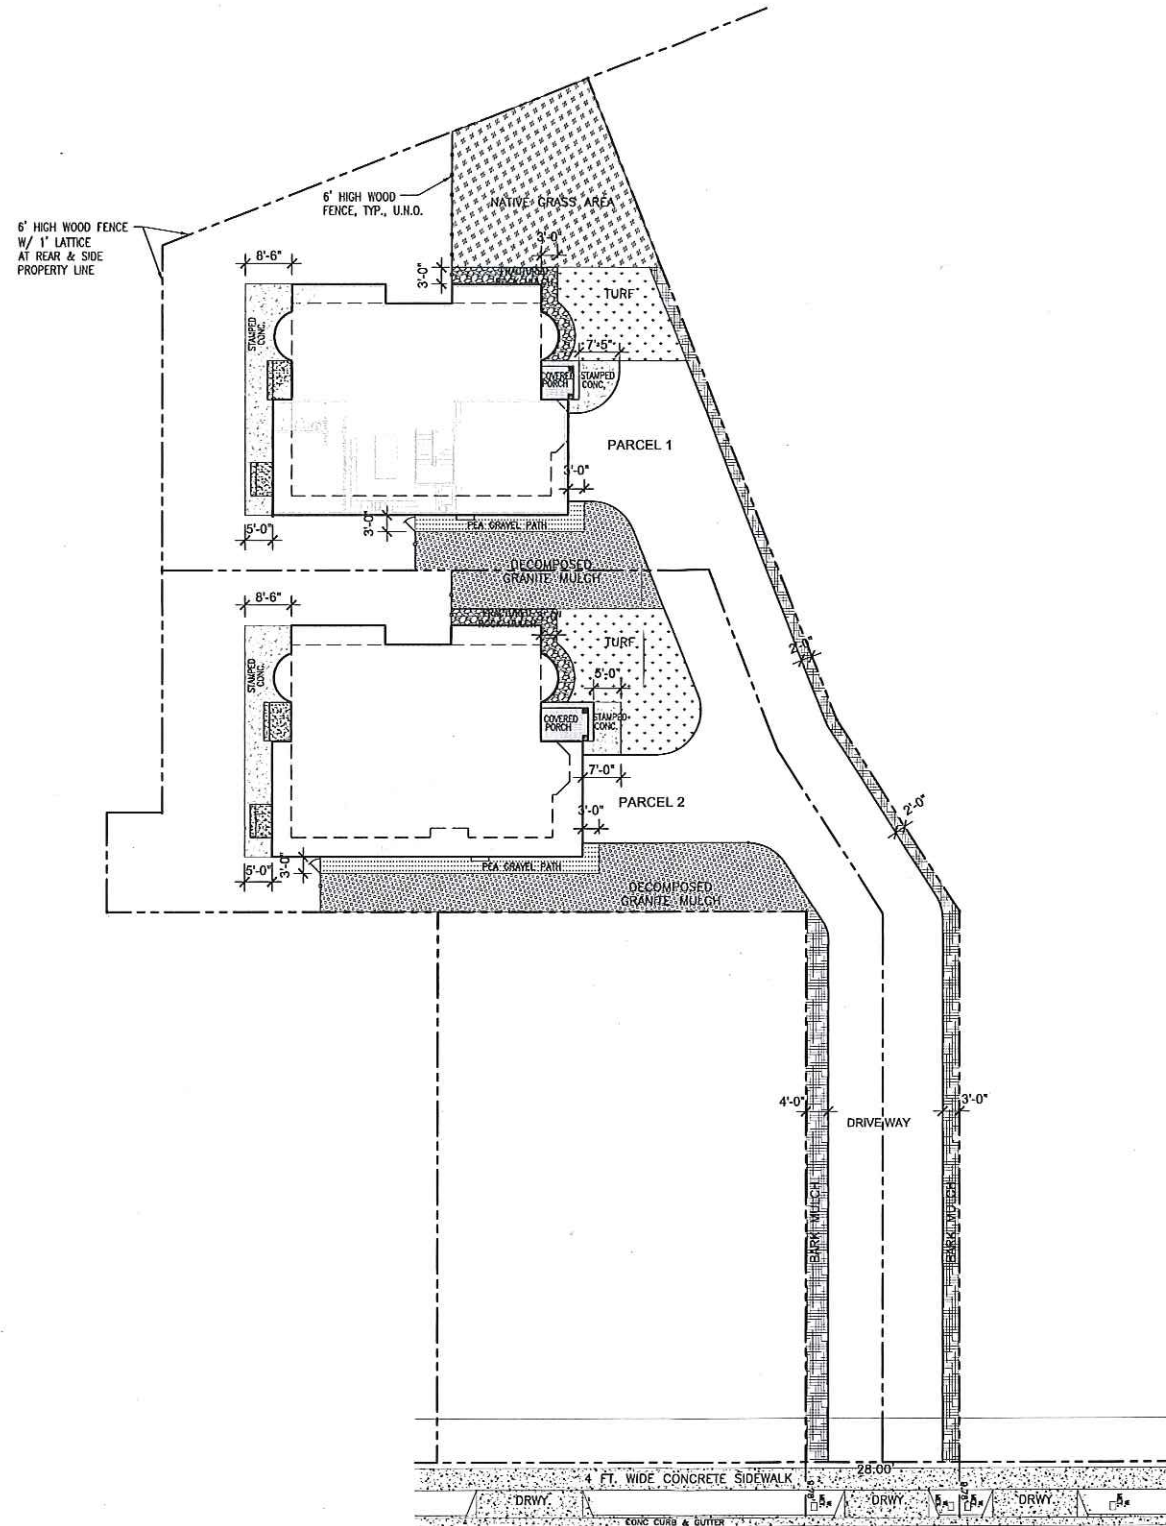 6' HIGH WOOD
FENCE, TYP., U.N.O.
NATIVE GRASS AREA
6' HIGH WOOD FENCE
W/ 1' LATTICE
AT REAR & SIDE
PROPERTY LINE
3'-0"
8'-6"
3'-0"
TURF
STAMPED
CONC.
7'-5"
COVERED
PORCH
STAMPED
CONC.
PARCEL 1
3'-0"
5'-0"
3'-0"
PEA GRAVEL PATH
DECOMPOSED
GRANITE MULCH
8'-6"
ROCK MULCH
TURF
STAMPED
CONC.
2'-0"
5'-0"
COVERED
PORCH
STAMPED
CONC.
7'-0"
PARCEL 2
3'-0"
2'-0"
5'-0"
3'-0"
PEA GRAVEL PATH
DECOMPOSED
GRANITE MULCH
4'-0"
3'-0"
DRIVEWAY
BARK MULCH
BARK MULCH
28.00'
4 FT. WIDE CONCRETE SIDEWALK
DRWY.
DRWY.
DRWY.
CONC CURB & GUTTER